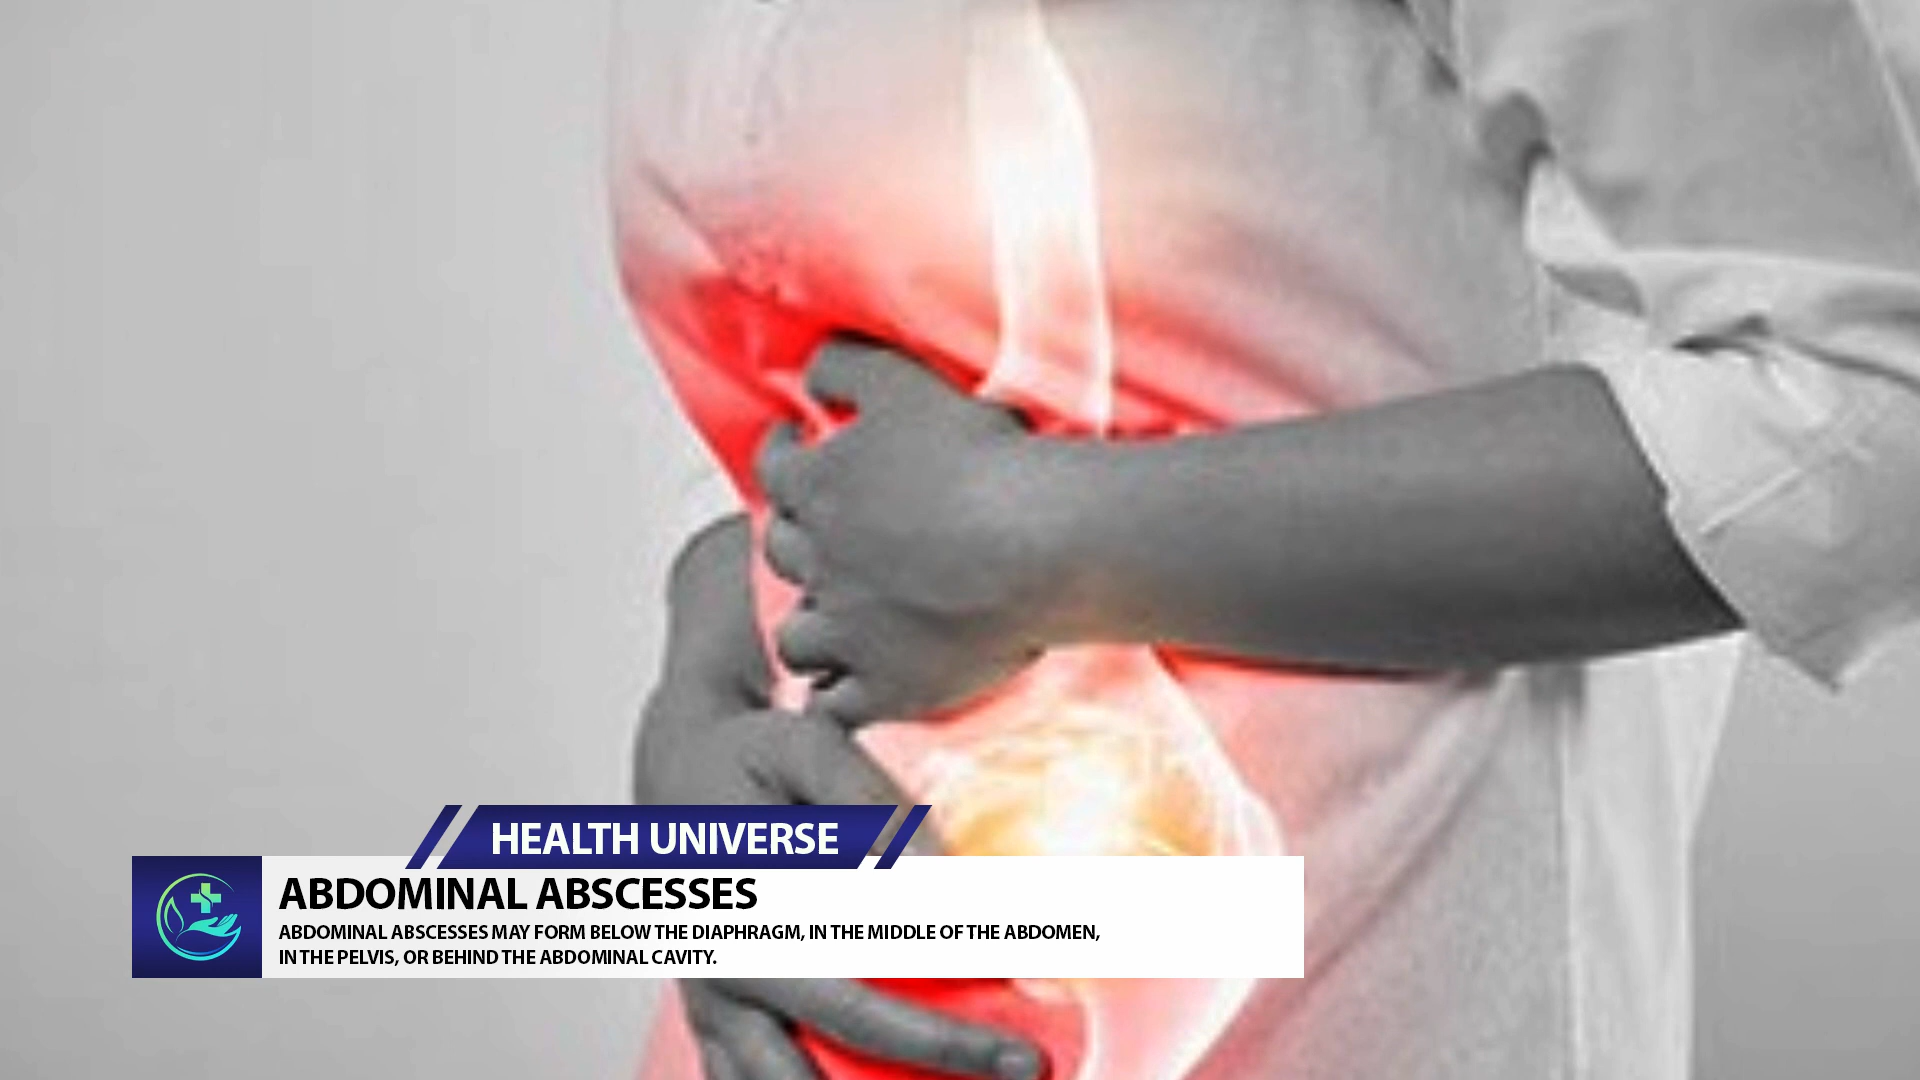 HEALTH UNIVERSE
ABDOMINAL ABSCESSES
ABDOMINAL ABSCESSES MAY FORM BELOW THE DIAPHRAGM, IN THE MIDDLE OF THE ABDOMEN,
IN THE PELVIS, OR BEHIND THE ABDOMINAL CAVITY.